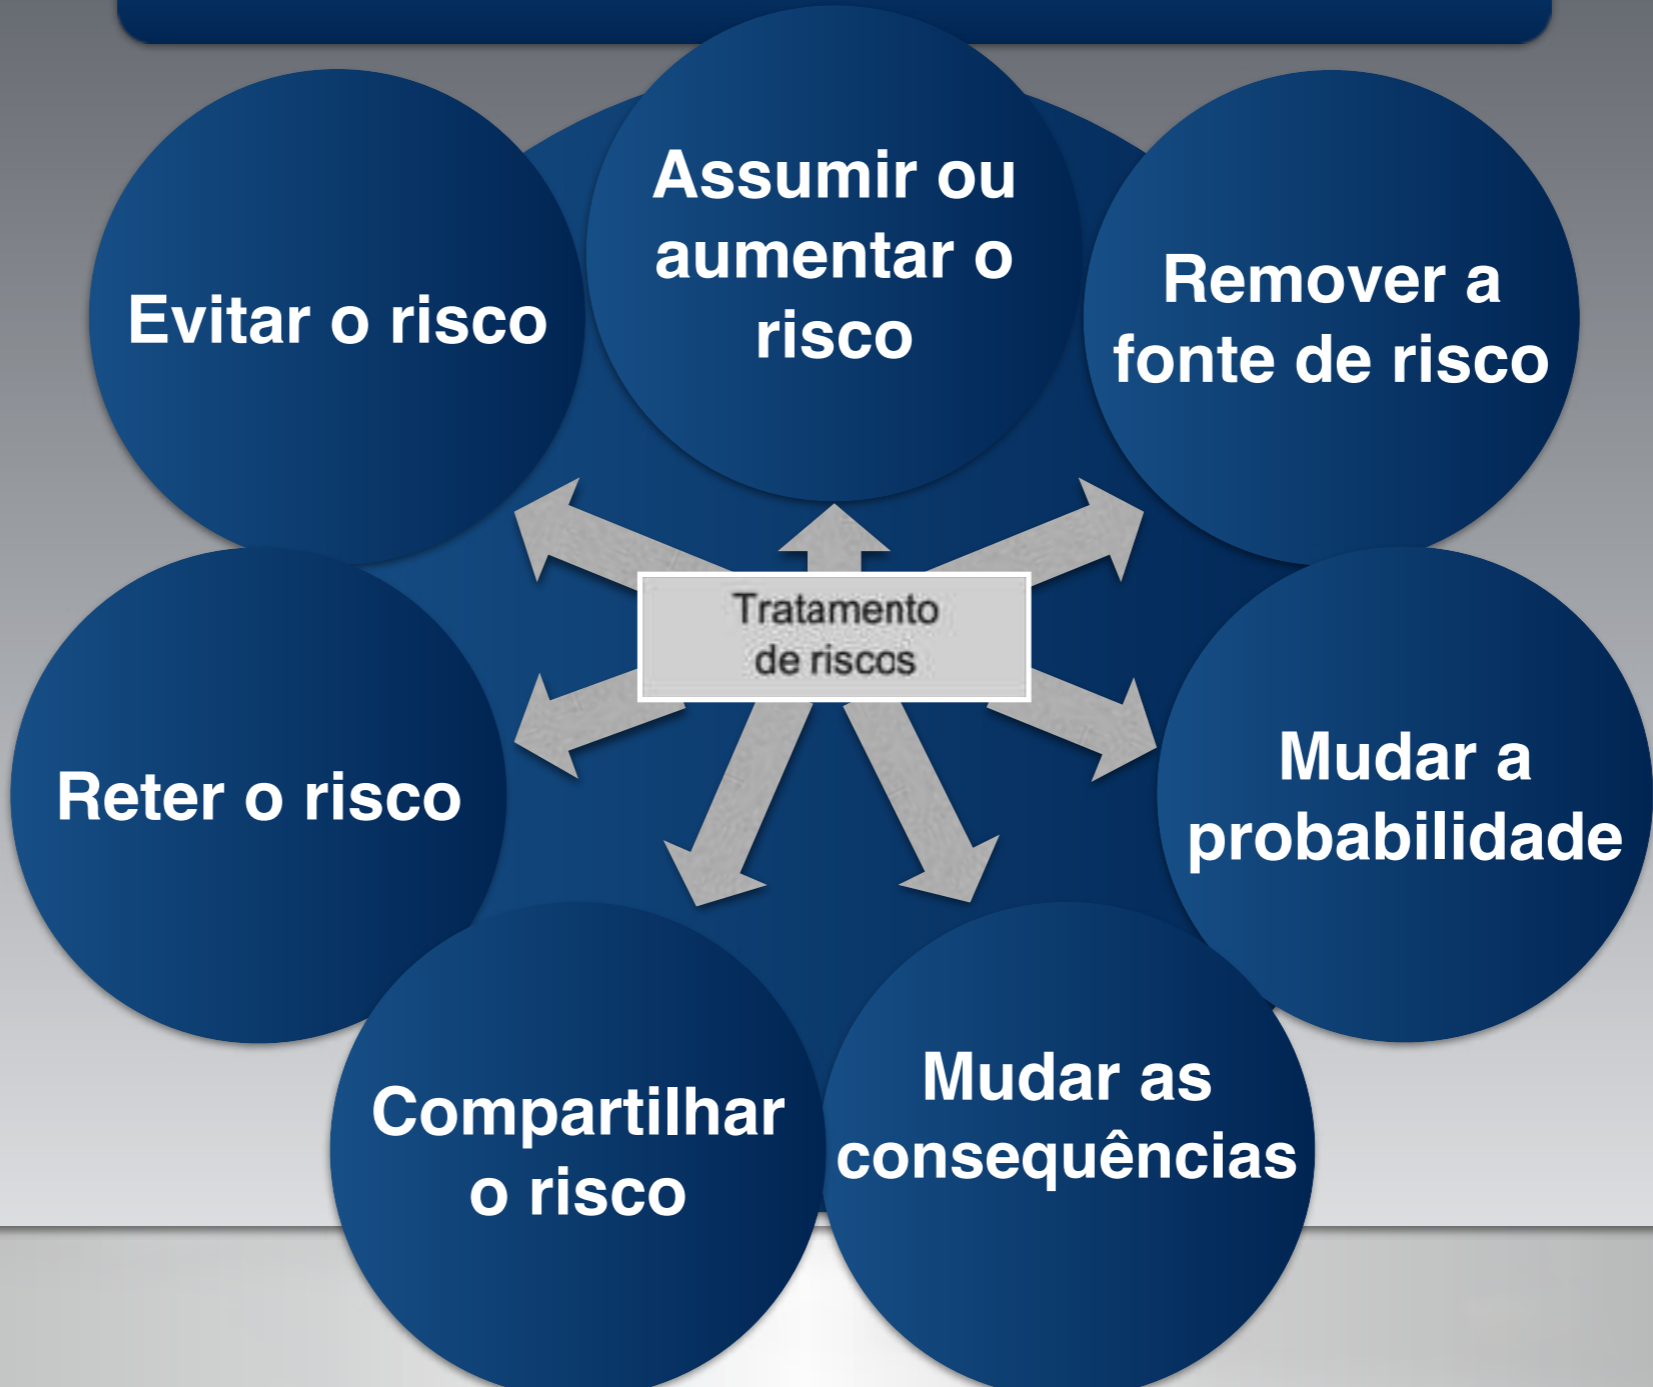 Assumir ou
aumentar o
risco
Remover a
fonte de risco
Mudar a
probabilidade
Mudar as
consequências
Compartilhar
o risco
Reter o risco
Evitar o risco
Tratamento
de riscos